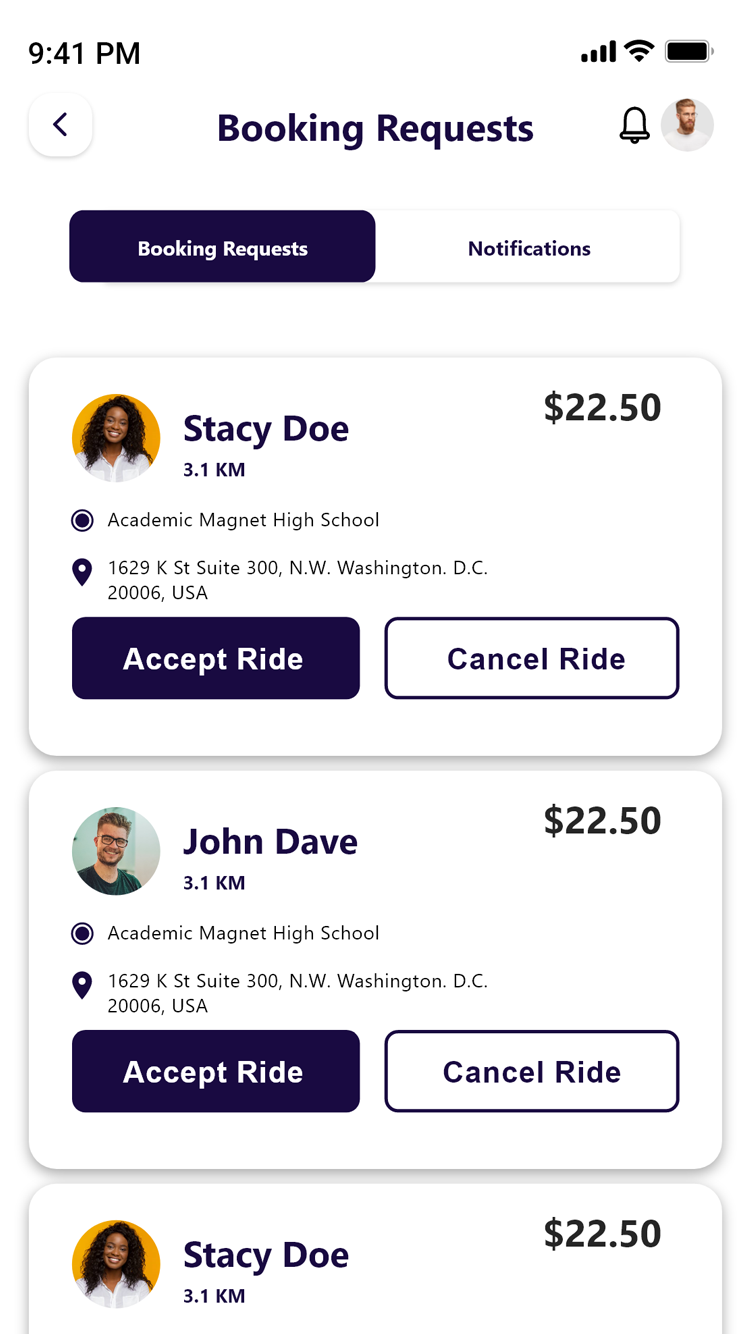 9:41 PM
Booking Requests
Booking Requests
Notifications
$22.50
Stacy Doe
3.1 KM
Academic Magnet High School
1629 K St Suite 300, N.W. Washington. D.C.
20006, USA
Accept Ride
Cancel Ride
$22.50
John Dave
3.1 KM
Academic Magnet High School
1629 K St Suite 300, N.W. Washington. D.C.
20006, USA
Accept Ride
Cancel Ride
$22.50
Stacy Doe
3.1 KM